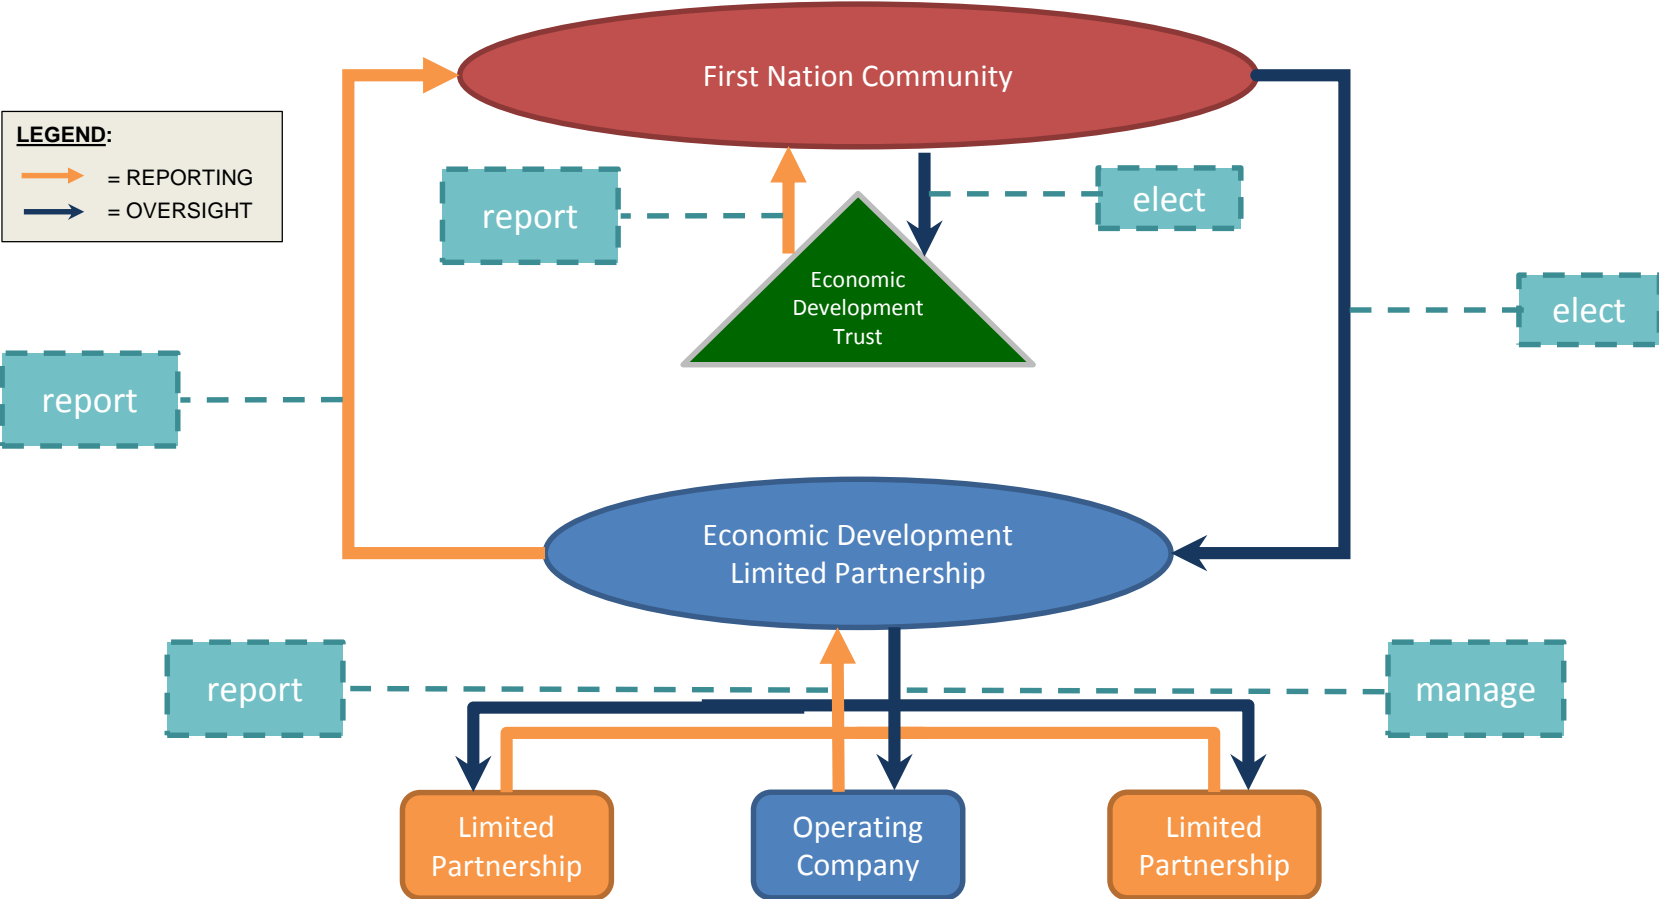 First Nation Community
LEGEND:
= REPORTING
= OVERSIGHT
report
elect
Economic
Development
Trust
elect
report
Economic Development
Limited Partnership
report
manage
Limited
Partnership
Operating
Company
Limited
Partnership